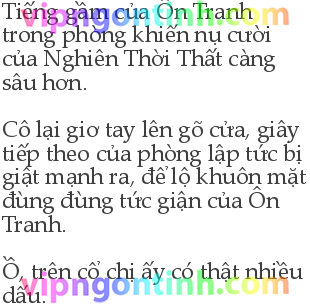 Tiếng gầm của Ôn Tranh
trong phòng khiến nụ cười
của Nghiên Thời Thất càng
sâu hơn.
Cô lại giơ tay lên gõ cửa, giây
tiếp theo cửa phòng lập tức bị
giật mạnh ra, để lộ khuôn mặt
đùng đùng tức giận của Ôn
Tranh.
Ồ, trên cổ chị ấy có thật nhiều
dấu.
vipngontinh.com
vipngontinh.com